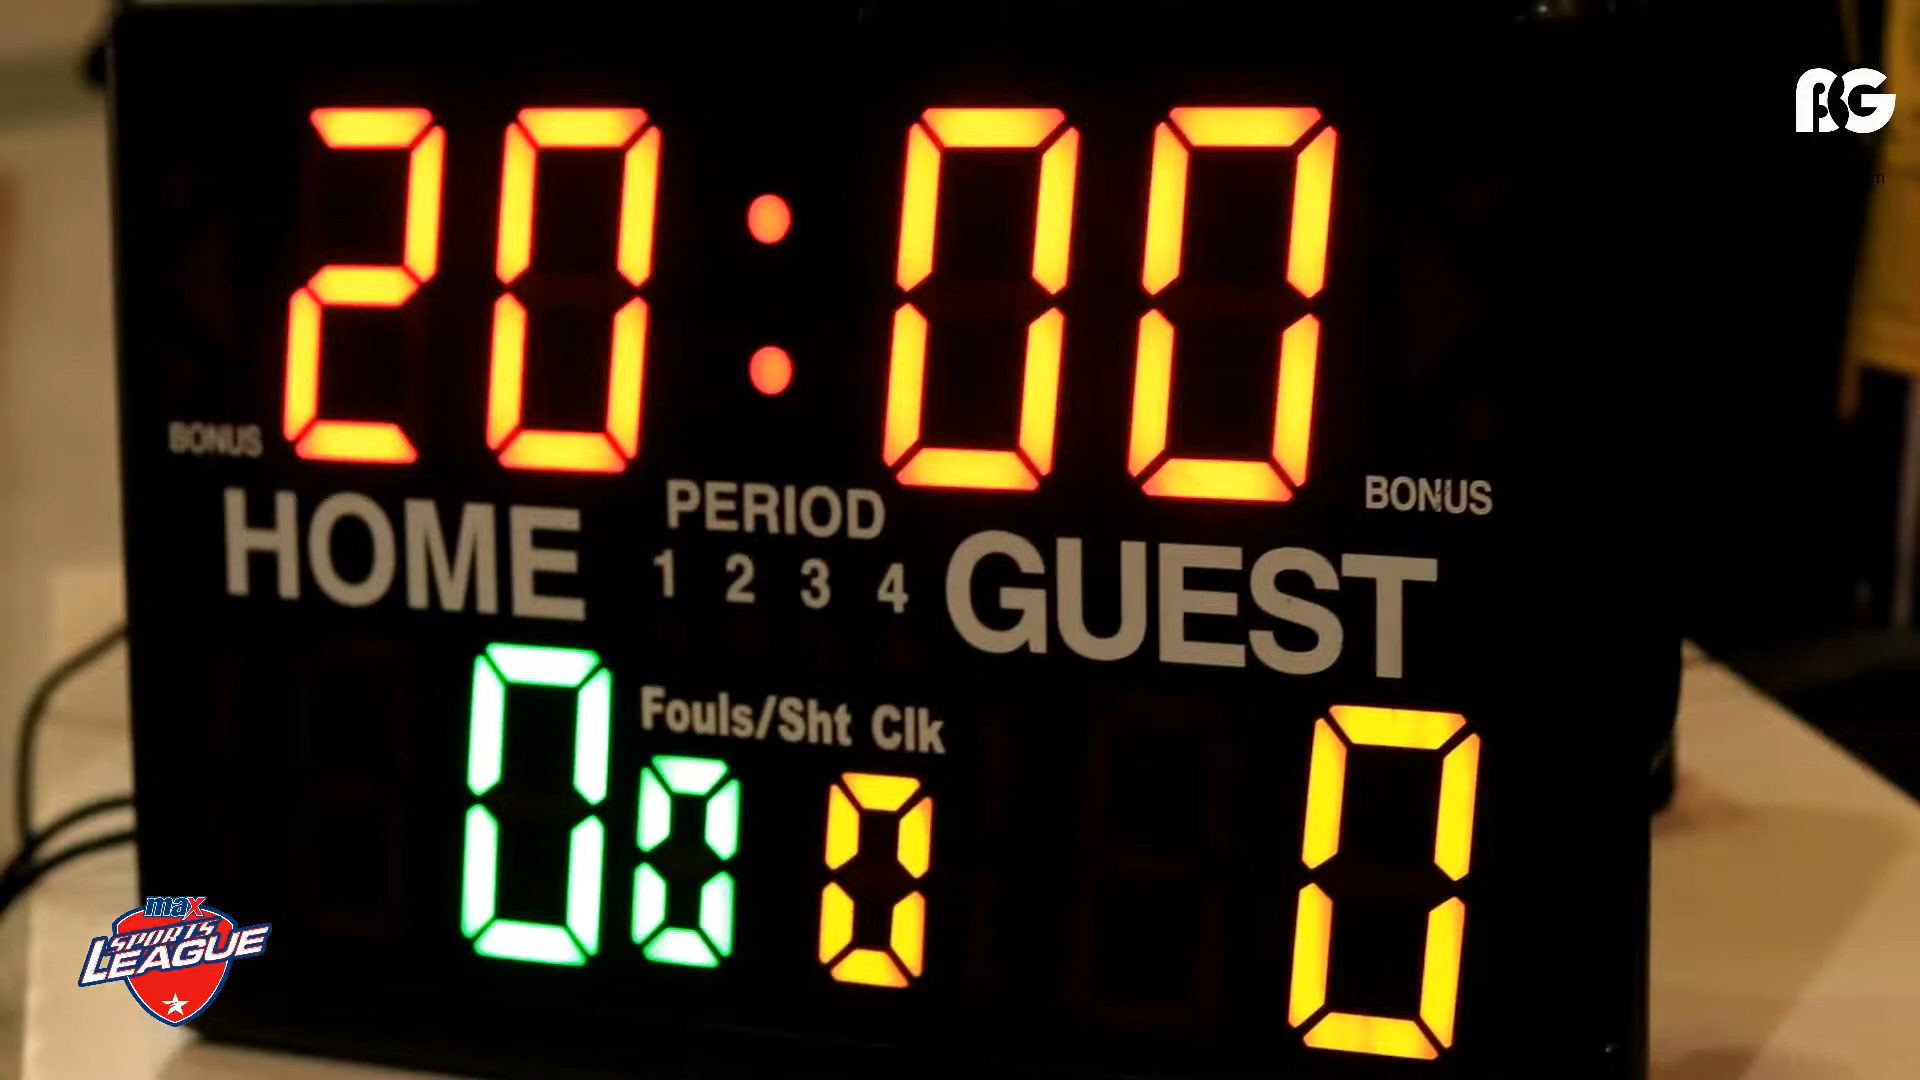 BG
20:00
BONUS
BONUS
HOME
PERIOD
GUEST
1 2 3 4
Fouls/Sht Clk
0 0 0 0
max
SPORTS
LEAGUE